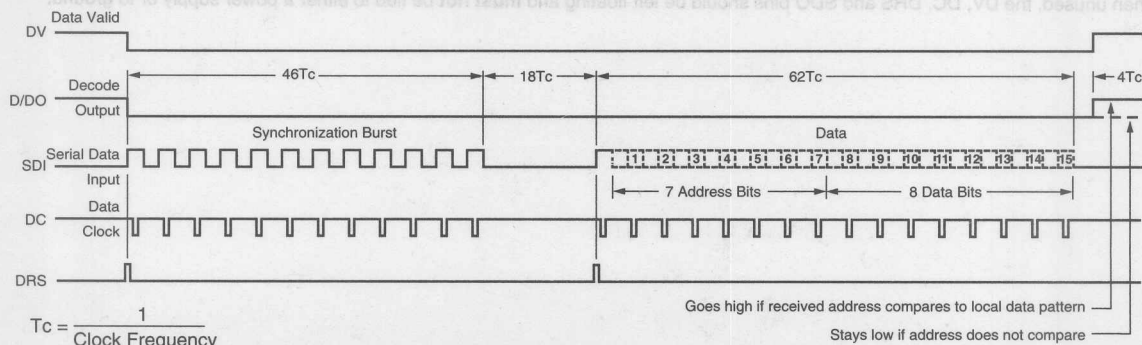 Data Valid
DV
46Tc
18Tc
62Tc
4Tc
Decode
D/DO
Output
Synchronization Burst
Data
Serial Data
SDI
Input
1 2 3 4 5 6 7 8 9 10 11 12 13 14 15
7 Address Bits
8 Data Bits
Data
DC
Clock
DRS
Goes high if received address compares to local data pattern
Stays low if address does not compare
Tc = 1
Clock Frequency